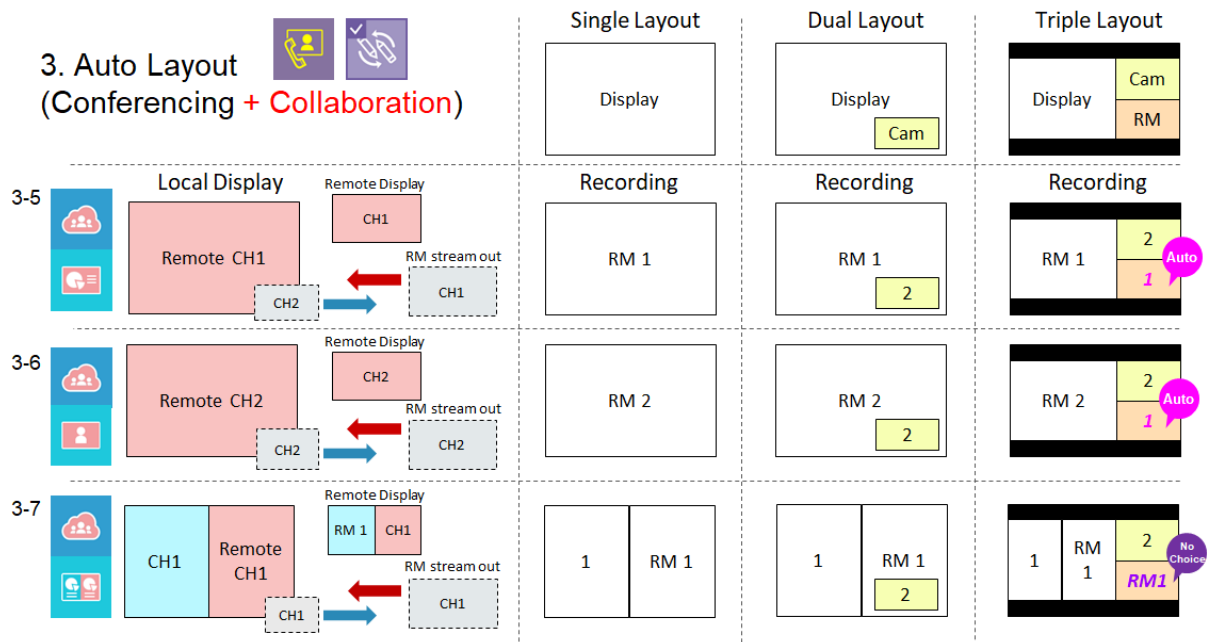 Single Layout
Dual Layout
Triple Layout
3. Auto Layout
(Conferencing + Collaboration)
Display
Display
Cam
Display
Cam
RM
3-5
Local Display
Remote Display
Recording
Recording
Recording
CH1
Remote CH1
RM stream out
CH2
CH1
RM 1
RM 1
2
RM 1
2
1
Auto
3-6
Remote Display
CH2
Remote CH2
RM stream out
CH2
CH2
RM 2
RM 2
2
RM 2
2
1
Auto
3-7
Remote Display
RM 1
CH1
CH1
Remote
CH1
RM stream out
CH1
CH1
1
RM 1
1
RM 1
2
1
RM
1
2
RM1
No
Choice